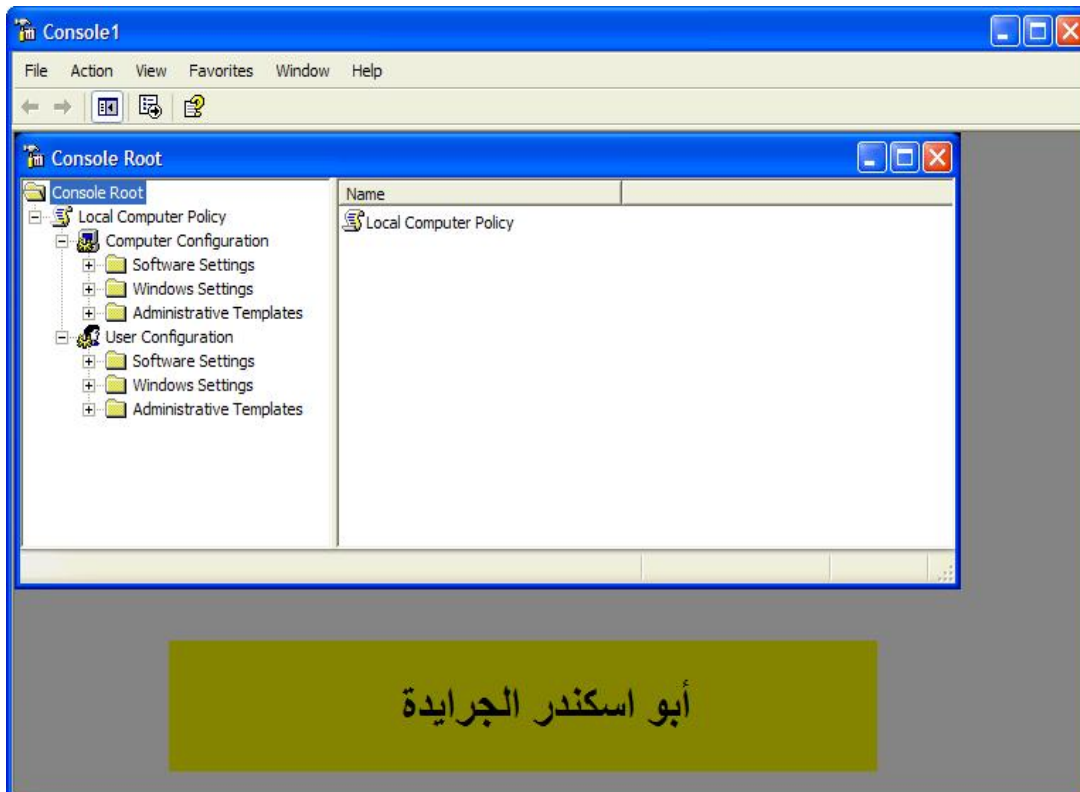 Console1
File Action View Favorites Window Help
Console Root
Console Root
Local Computer Policy
Computer Configuration
Software Settings
Windows Settings
Administrative Templates
User Configuration
Software Settings
Windows Settings
Administrative Templates
Name
Local Computer Policy
أبو اسكندر الجرايدة